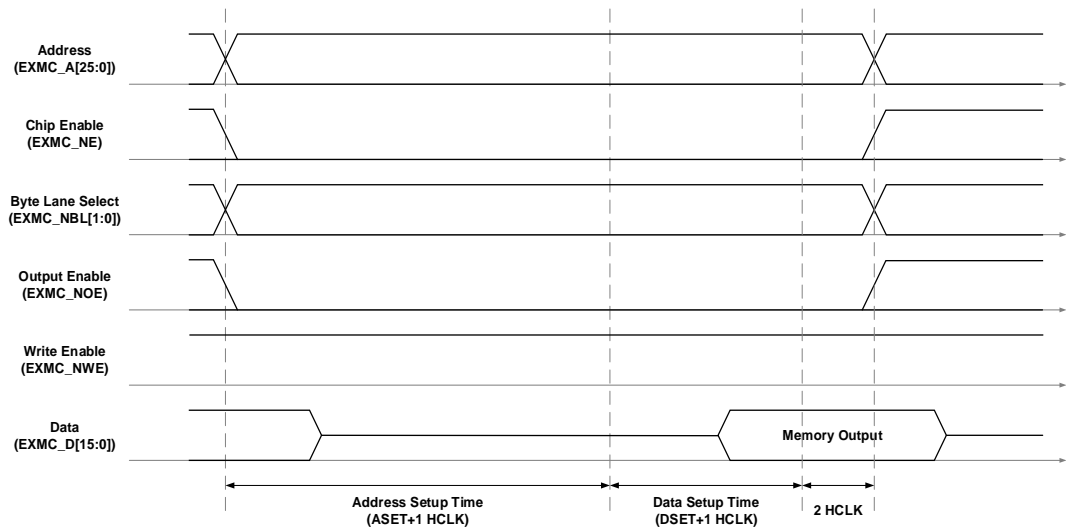 Address
(EXMC_A[25:0])
Chip Enable
(EXMC_NE)
Byte Lane Select
(EXMC_NBL[1:0])
Output Enable
(EXMC_NOE)
Write Enable
(EXMC_NWE)
Data
(EXMC_D[15:0])
Memory Output
Address Setup Time
(ASET+1 HCLK)
Data Setup Time
(DSET+1 HCLK)
2 HCLK